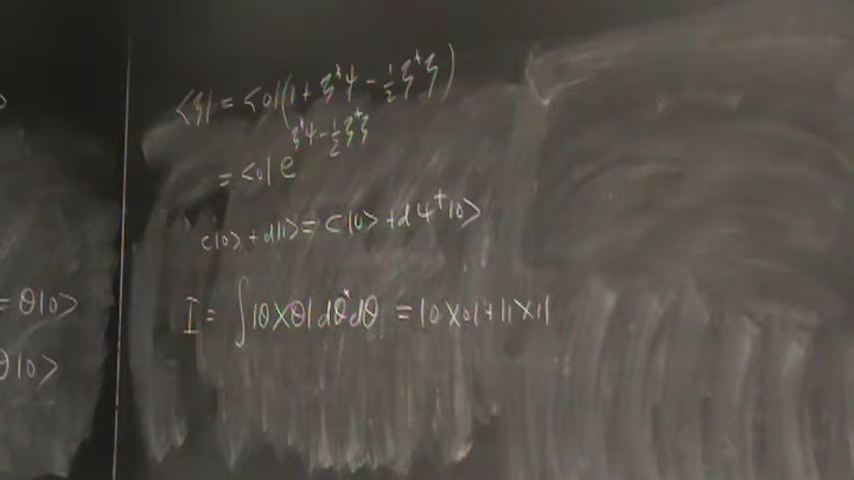 ⟨ξ| = ⟨0|(1 + ξ*ψ - ½ξ*ξ)
= ⟨0| e^{ξ*ψ - ½ξ*ξ}
c|0⟩ + d|1⟩ = c|0⟩ + dψ†|0⟩
= θ|0⟩
I = ∫|θ⟩⟨θ| dθ*dθ = |0⟩⟨0| + |1⟩⟨1|
θ|0⟩